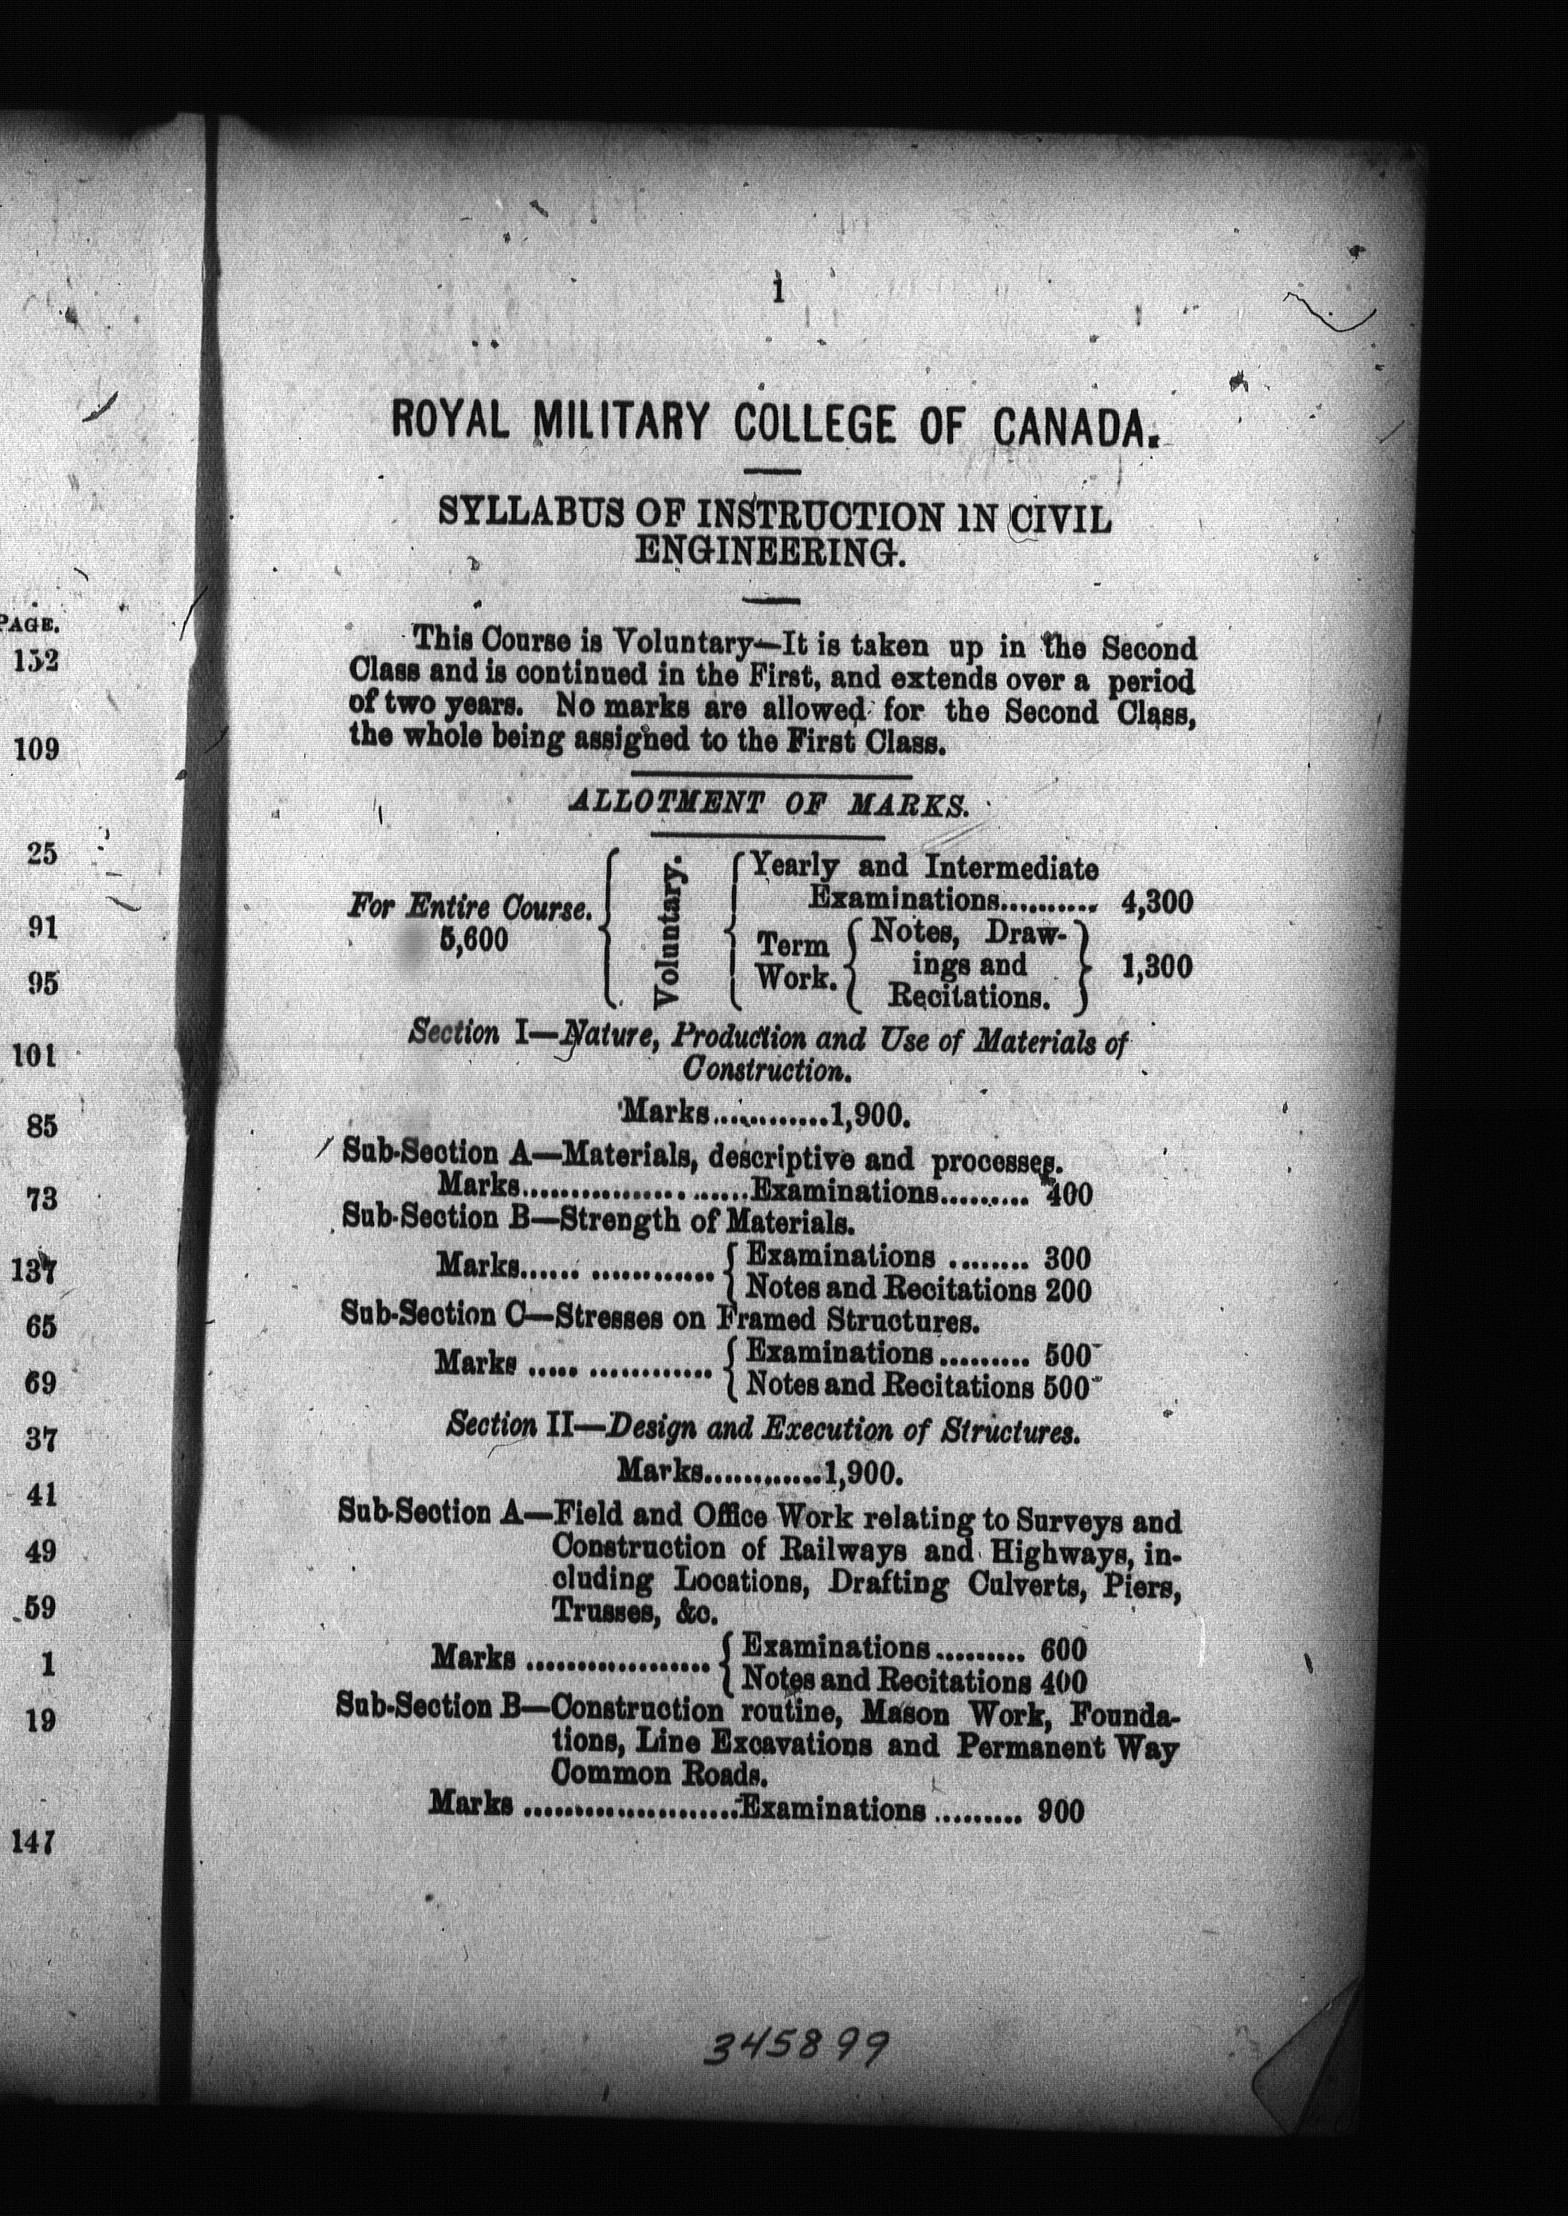 PAGE.
152
109
25
91
95
101
85
73
137
65
69
37
41
49
59
1
19
147
i
ROYAL MILITARY COLLEGE OF CANADA.
SYLLABUS OF INSTRUCTION IN CIVIL
ENGINEERING.
This Course is Voluntary—It is taken up in the Second
Class and is continued in the First, and extends over a period
of two years. No marks are allowed for the Second Class,
the whole being assigned to the First Class.
ALLOTMENT OF MARKS.
For Entire Course.
5,600
Voluntary.
Yearly and Intermediate
Examinations.......... 4,300
Term
Work.
Notes, Draw-
ings and
Recitations.
1,300
Section I—Nature, Production and Use of Materials of
Construction.
Marks............1,900.
Sub-Section A—Materials, descriptive and processes.
Marks.......................Examinations......... 400
Sub-Section B—Strength of Materials.
Marks...... ............
Examinations ........ 300
Notes and Recitations 200
Sub-Section C—Stresses on Framed Structures.
Marks ..... ............
Examinations......... 500
Notes and Recitations 500
Section II—Design and Execution of Structures.
Marks............1,900.
Sub-Section A—Field and Office Work relating to Surveys and
Construction of Railways and Highways, in-
cluding Locations, Drafting Culverts, Piers,
Trusses, &c.
Marks ..................
Examinations......... 600
Notes and Recitations 400
Sub-Section B—Construction routine, Mason Work, Founda-
tions, Line Excavations and Permanent Way
Common Roads.
Marks .....................Examinations ......... 900
345899